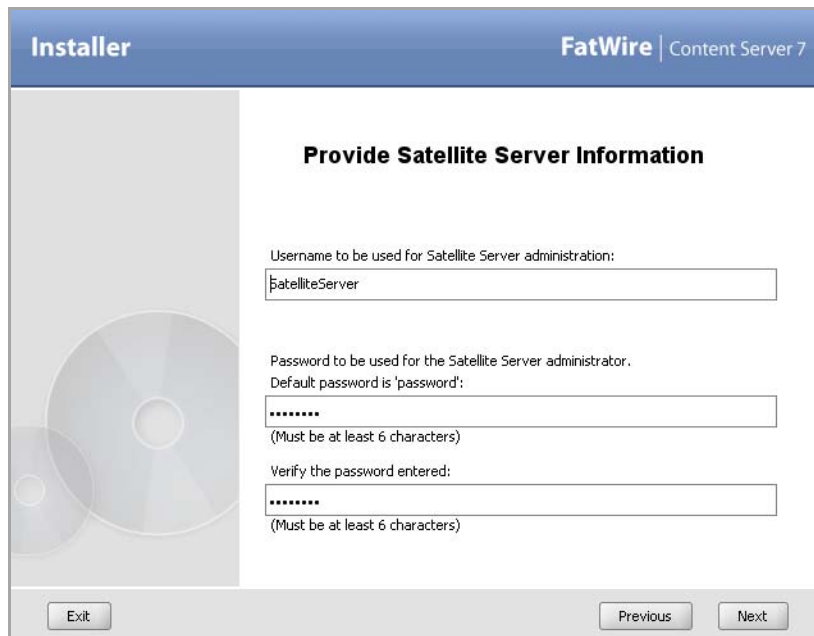 Installer
FatWire | Content Server 7
Provide Satellite Server Information
Username to be used for Satellite Server administration:
SatelliteServer
Password to be used for the Satellite Server administrator.
Default password is 'password':
••••••••
(Must be at least 6 characters)
Verify the password entered:
••••••••
(Must be at least 6 characters)
Exit
Previous
Next